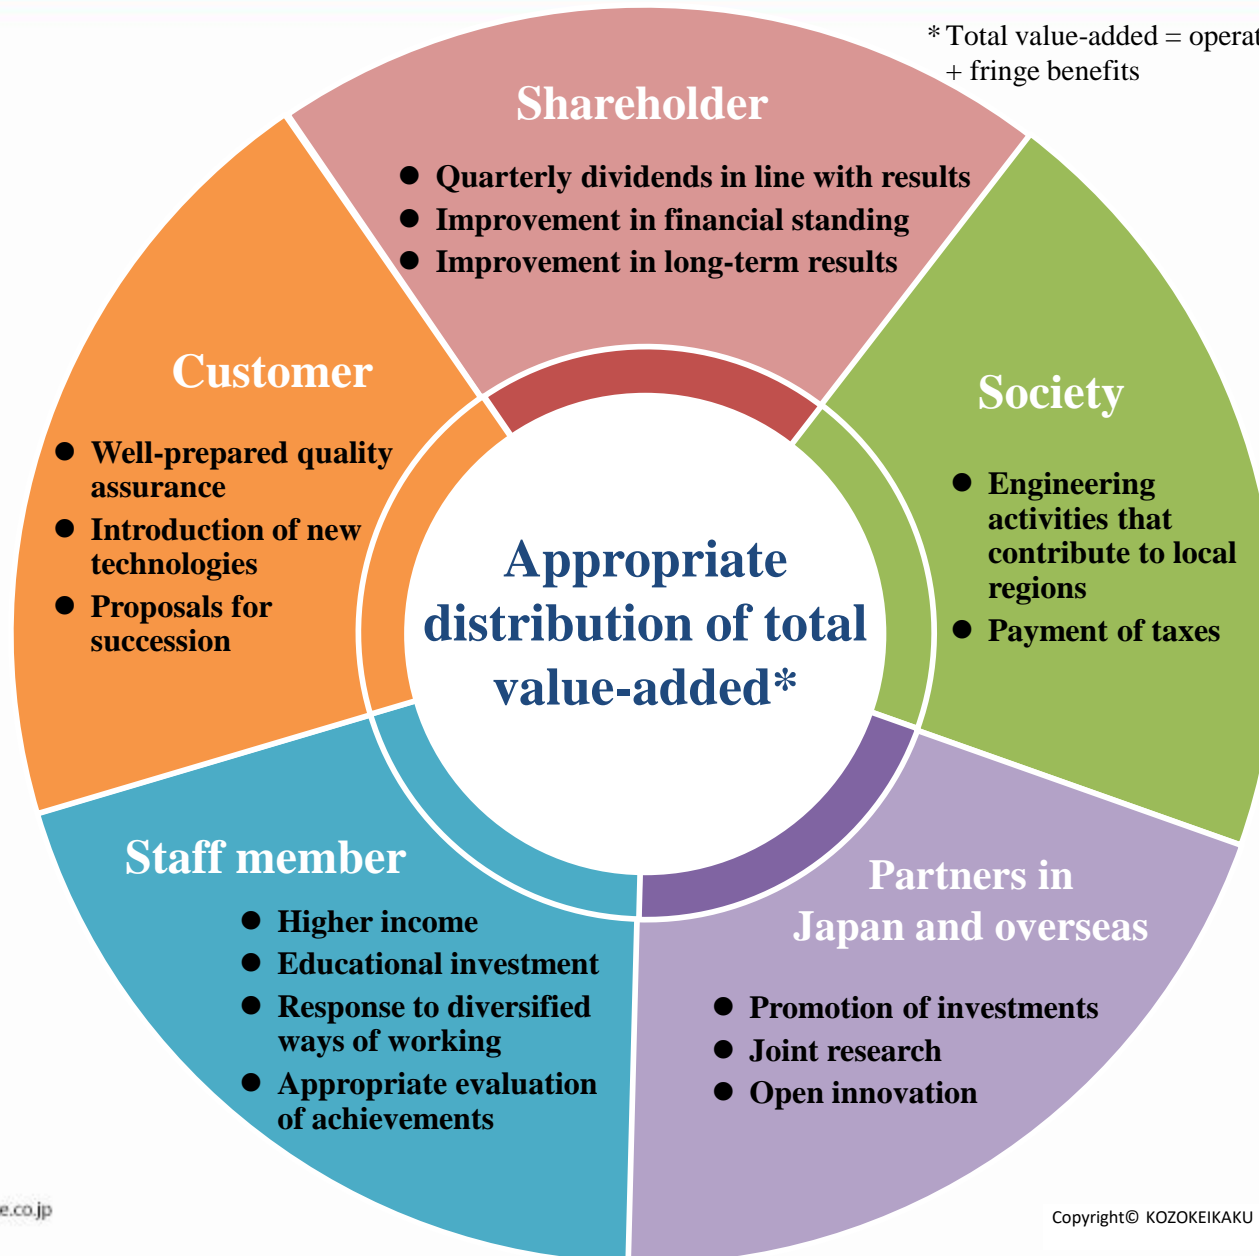 * Total value-added = operat
+ fringe benefits
Shareholder
● Quarterly dividends in line with results
● Improvement in financial standing
● Improvement in long-term results
Customer
● Well-prepared quality
assurance
● Introduction of new
technologies
● Proposals for
succession
Society
● Engineering
activities that
contribute to local
regions
● Payment of taxes
Appropriate
distribution of total
value-added*
Staff member
● Higher income
● Educational investment
● Response to diversified
ways of working
● Appropriate evaluation
of achievements
Partners in
Japan and overseas
● Promotion of investments
● Joint research
● Open innovation
e.co.jp
Copyright© KOZOKEIKAKU